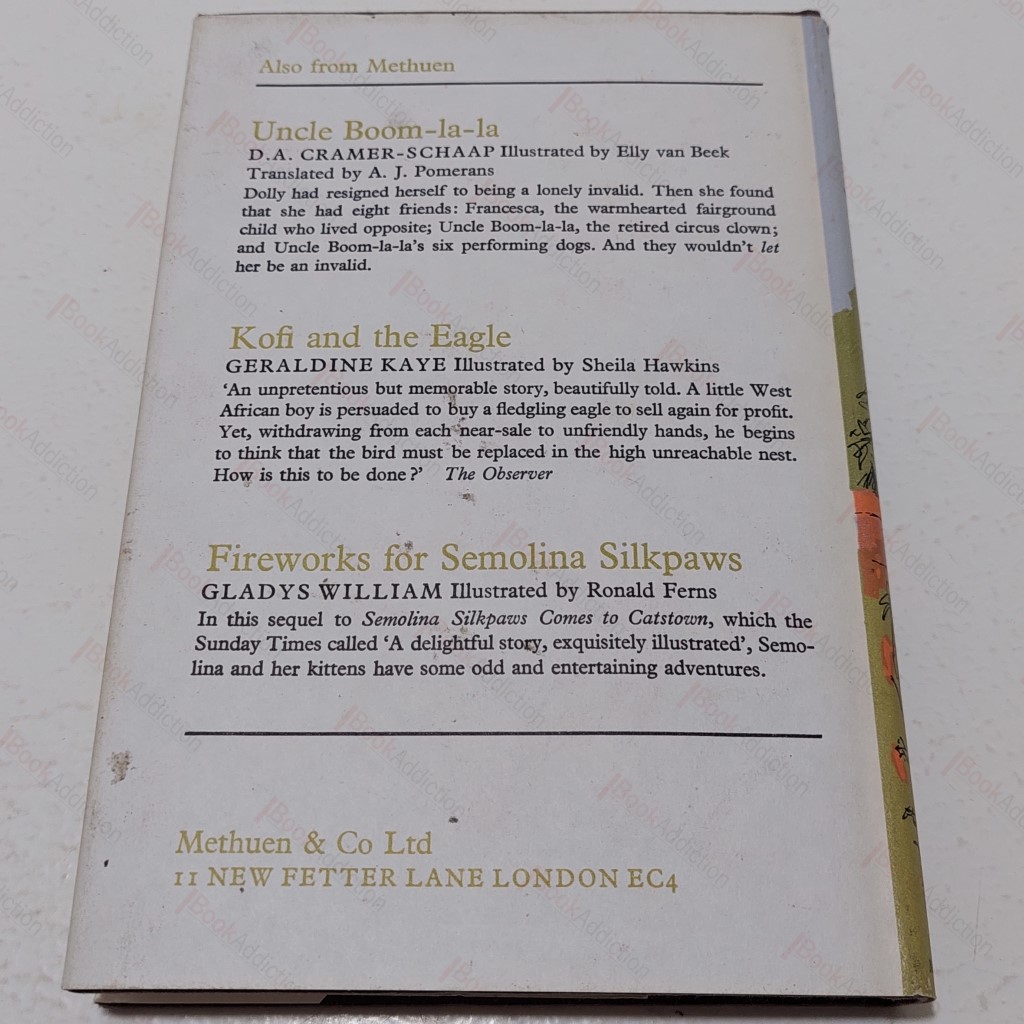 Also from Methuen
Uncle Boom-la-la
D.A. CRAMER-SCHAAP Illustrated by Elly van Beek
Translated by A. J. Pomerans
Dolly had resigned herself to being a lonely invalid. Then she found
that she had eight friends: Francesca, the warmhearted fairground
child who lived opposite; Uncle Boom-la-la, the retired circus clown;
and Uncle Boom-la-la's six performing dogs. And they wouldn't let
her be an invalid.
Kofi and the Eagle
GERALDINE KAYE Illustrated by Sheila Hawkins
‘An unpretentious but memorable story, beautifully told. A little West
African boy is persuaded to buy a fledgling eagle to sell again for profit.
Yet, withdrawing from each near-sale to unfriendly hands, he begins
to think that the bird must be replaced in the high unreachable nest.
How is this to be done?’ The Observer
Fireworks for Semolina Silkpaws
GLADYS WILLIAM Illustrated by Ronald Ferns
In this sequel to Semolina Silkpaws Comes to Catstown, which the
Sunday Times called ‘A delightful story, exquisitely illustrated’, Semo-
lina and her kittens have some odd and entertaining adventures.
Methuen & Co Ltd
11 NEW FETTER LANE LONDON EC4
BookAddiction